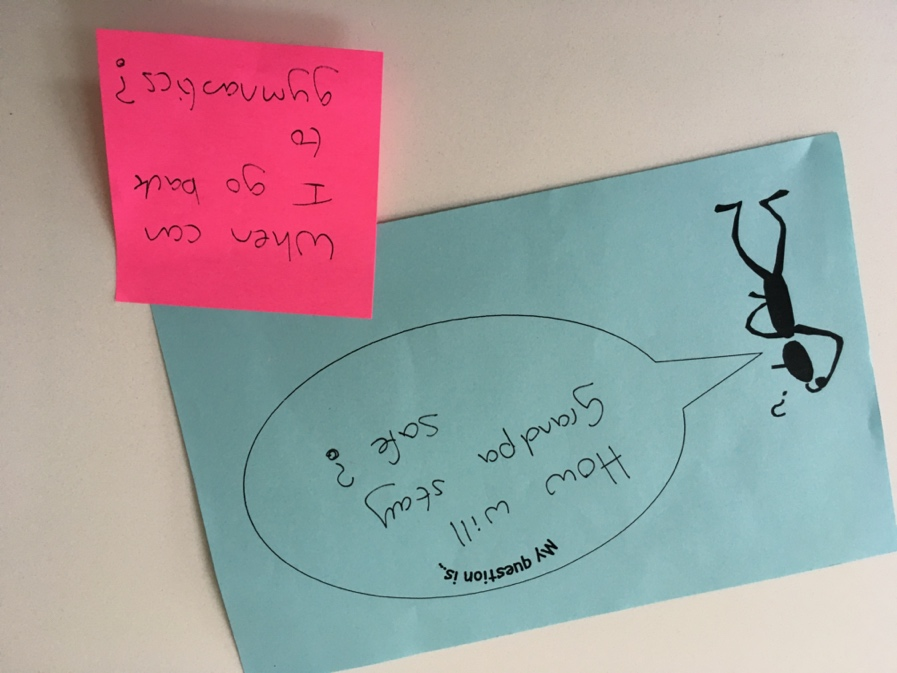 My question is,
How will
stay
Grandpa
safe?
When can
I go back
to
gymnastics?
?